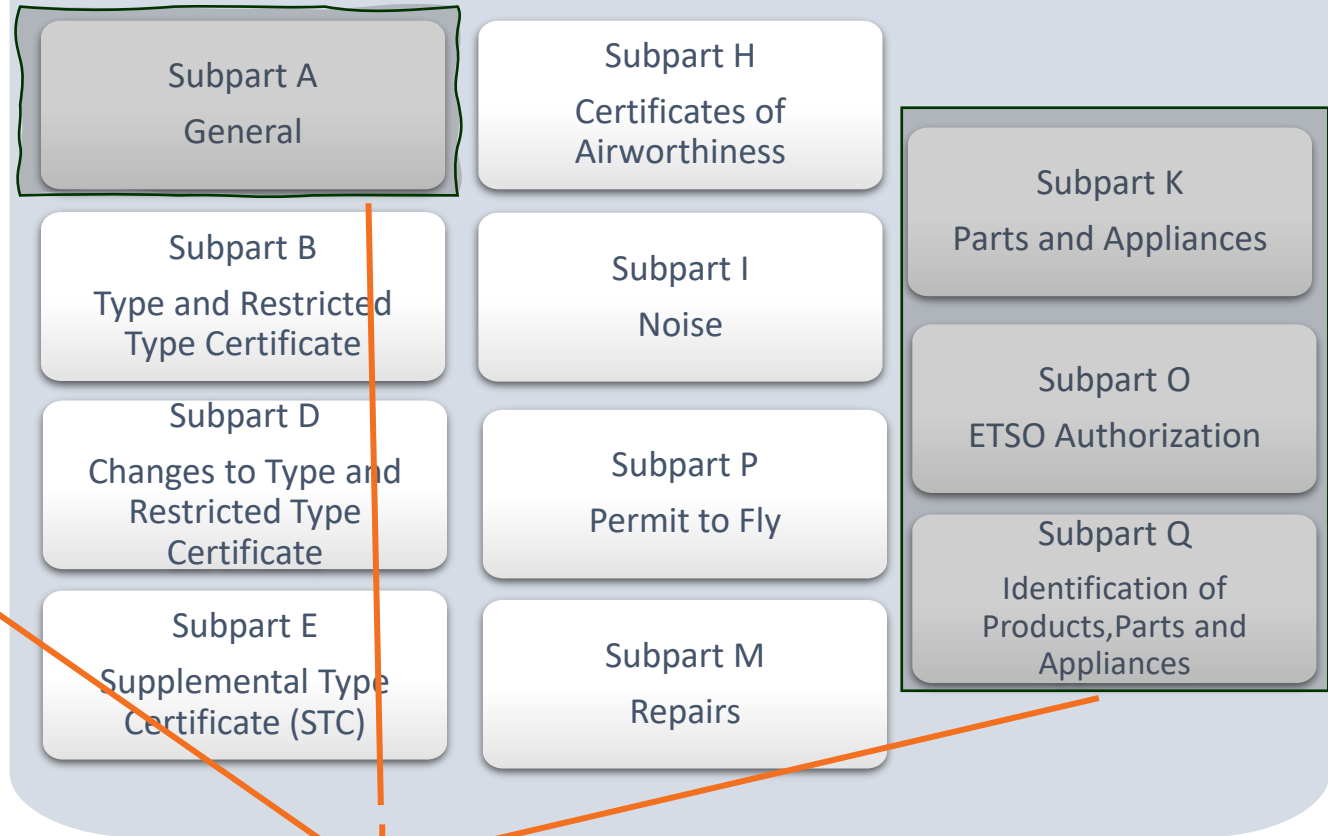 Subpart A
General
Subpart B
Type and Restricted
Type Certificate
Subpart D
Changes to Type and
Restricted Type
Certificate
Subpart E
Supplemental Type
Certificate (STC)
Subpart H
Certificates of
Airworthiness
Subpart I
Noise
Subpart P
Permit to Fly
Subpart M
Repairs
Subpart K
Parts and Appliances
Subpart O
ETSO Authorization
Subpart Q
Identification of
Products,Parts and
Appliances